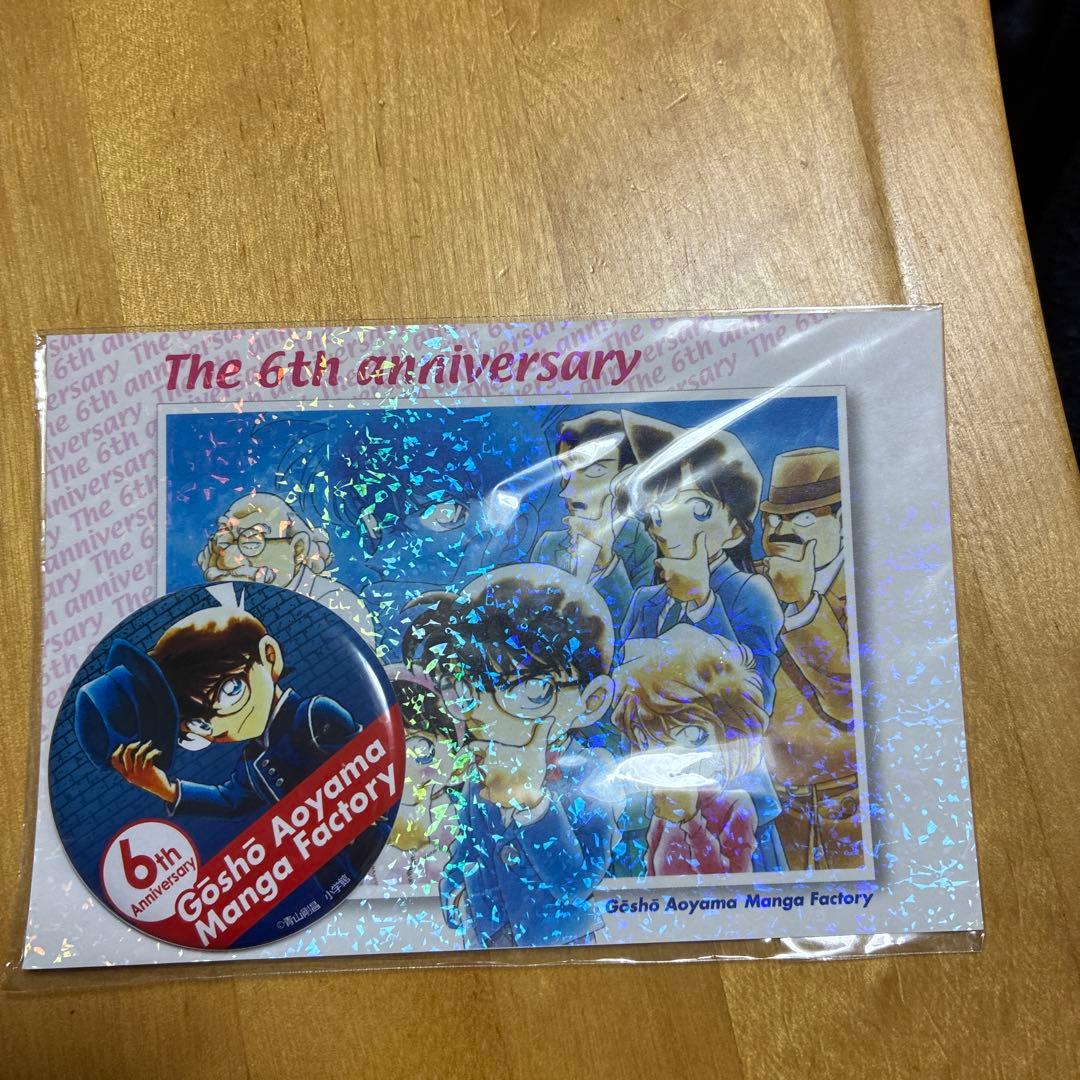 The 6th anniversary
6th
Anniversary
Gōshō Aoyama
Manga Factory
©青山剛昌 小学館
Gōshō Aoyama Manga Factory